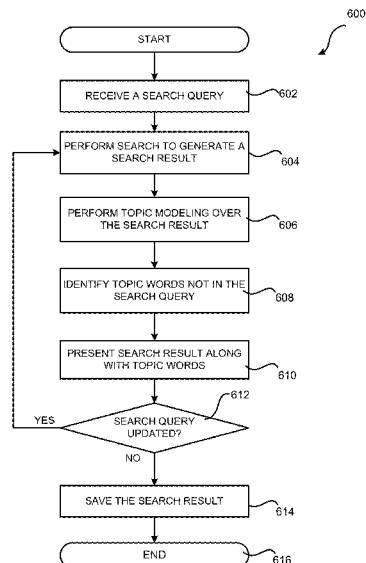 600
START
RECEIVE A SEARCH QUERY
602
PERFORM SEARCH TO GENERATE A
SEARCH RESULT
604
PERFORM TOPIC MODELING OVER
THE SEARCH RESULT
606
IDENTIFY TOPIC WORDS NOT IN THE
SEARCH QUERY
608
PRESENT SEARCH RESULT ALONG
WITH TOPIC WORDS
610
612
YES
SEARCH QUERY
UPDATED?
NO
SAVE THE SEARCH RESULT
614
END
616